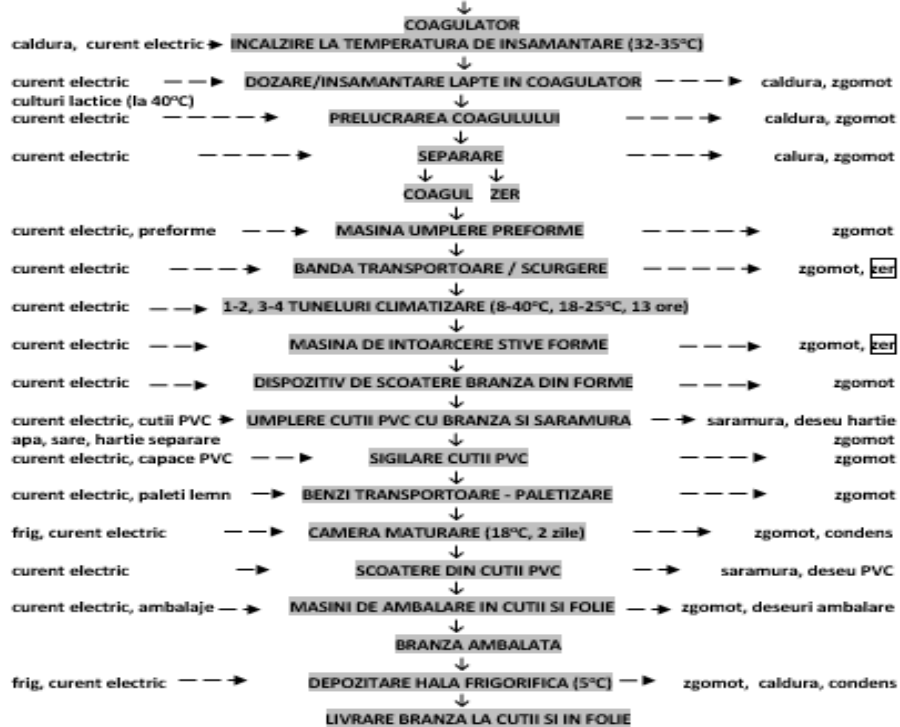 COAGULATOR
caldura, curent electric INCALZIRE LA TEMPERATURA DE INSAMANTARE (32-35°C)
curent electric DOZARE/INSAMANTARE LAPTE IN COAGULATOR caldura, zgomot
culturi lactice (la 40°C)
curent electric PRELUCRAREA COAGULULUI caldura, zgomot
curent electric SEPARARE calura, zgomot
COAGUL ZER
curent electric, preforme MASINA UMPLERE PREFORME zgomot
curent electric BANDA TRANSPORTOARE / SCURGERE zgomot, zer
curent electric 1-2, 3-4 TUNELURI CLIMATIZARE (8-40°C, 18-25°C, 13 ore)
curent electric MASINA DE INTOARCERE STIVE FORME zgomot, zer
curent electric DISPOZITIV DE SCOATERE BRANZA DIN FORME zgomot
curent electric, cutii PVC UMPLERE CUTII PVC CU BRANZA SI SARAMURA saramura, deseu hartie
apa, sare, hartie separare zgomot
curent electric, capace PVC SIGILARE CUTII PVC zgomot
curent electric, paleti lemn BENZI TRANSPORTOARE - PALETIZARE zgomot
frig, curent electric CAMERA MATURARE (18°C, 2 zile) zgomot, condens
curent electric SCOATERE DIN CUTII PVC saramura, deseu PVC
curent electric, ambalaje MASINI DE AMBALARE IN CUTII SI FOLIE zgomot, deseuri ambalare
BRANZA AMBALATA
frig, curent electric DEPOZITARE HALA FRIGORIFICA (5°C) zgomot, caldura, condens
LIVRARE BRANZA LA CUTII SI IN FOLIE